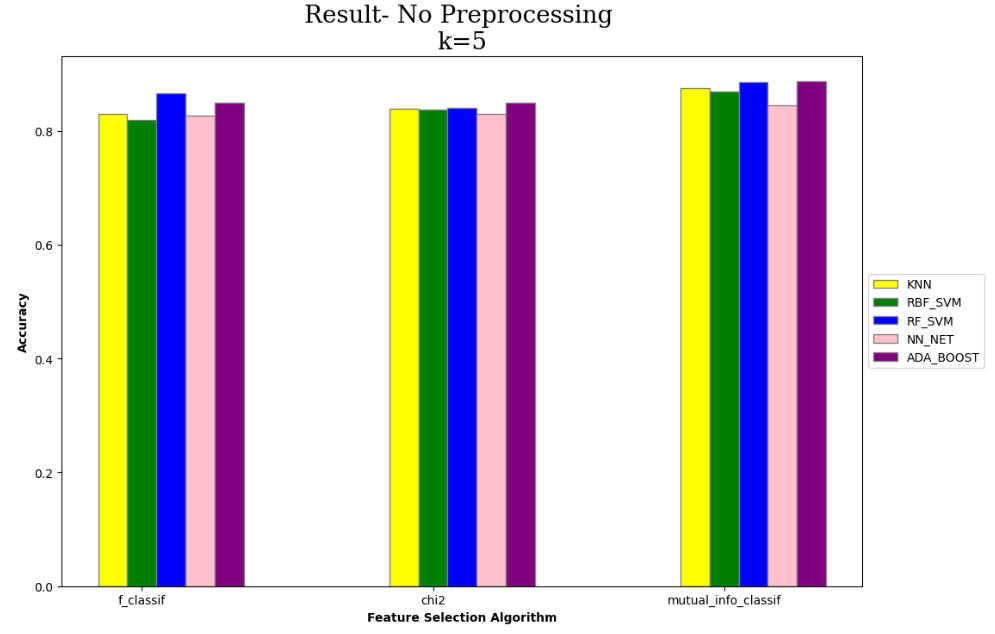 Result- No Preprocessing
k=5
Accuracy
0.8
0.6
0.4
0.2
0.0
f_classif
chi2
mutual_info_classif
Feature Selection Algorithm
KNN
RBF_SVM
RF_SVM
NN_NET
ADA_BOOST